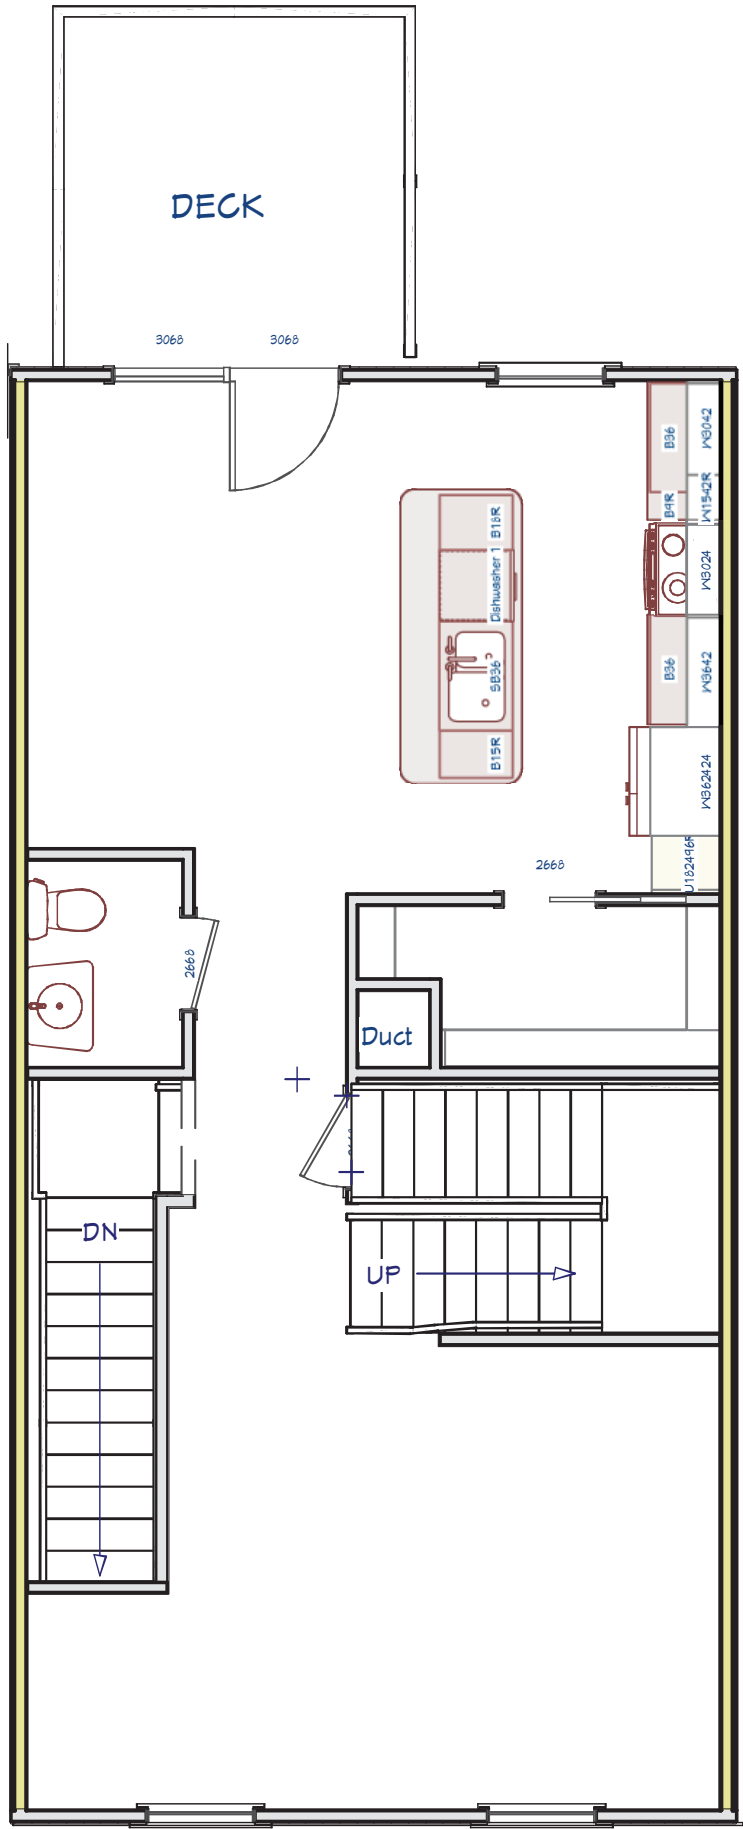 DECK
3068
3068
B36
W3042
W1542R
B9R
B18R
Dishwasher 1
W3024
SB36
B36
W3642
B15R
W362424
U182496R
2668
2668
Duct
DN
UP